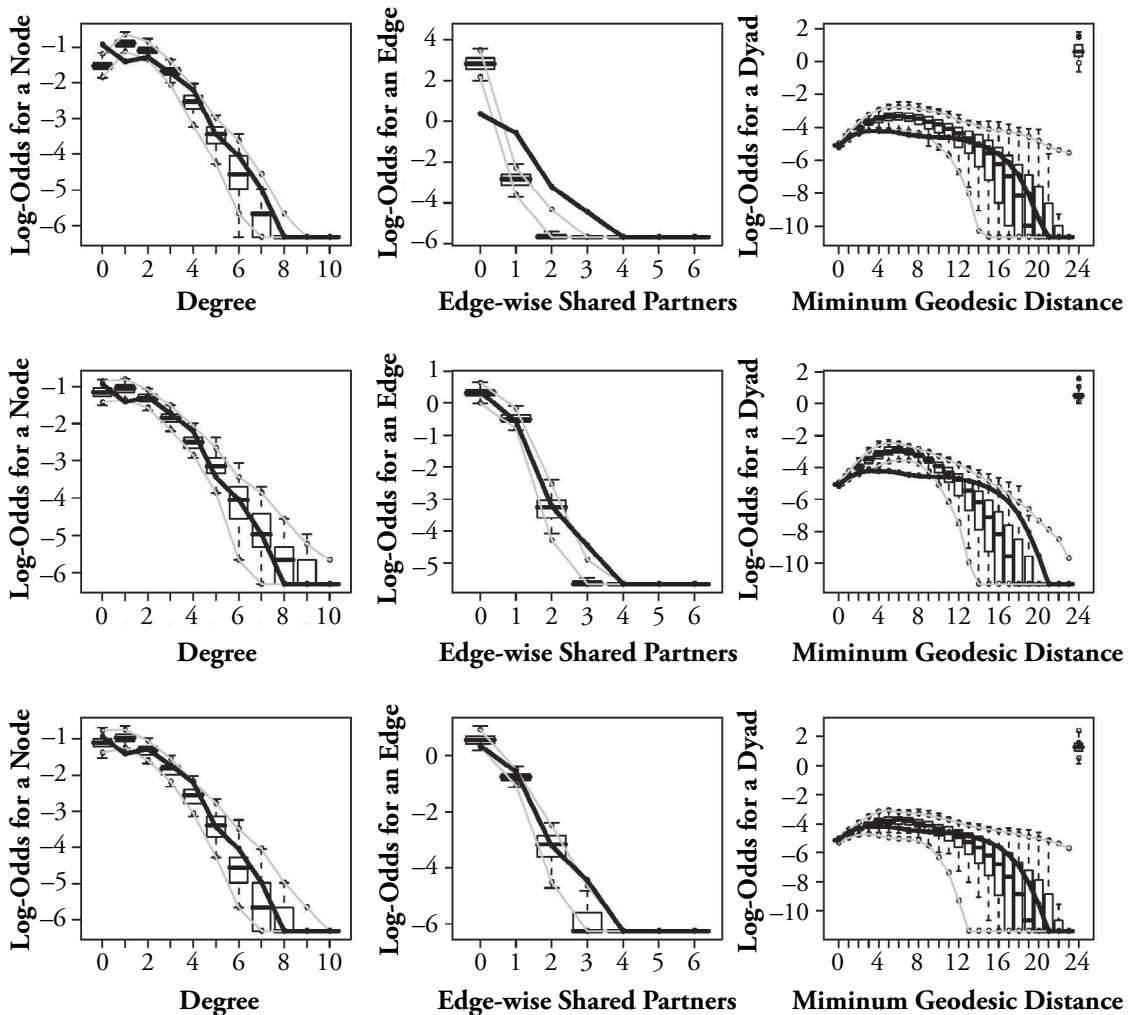 Log-Odds for a Node
−1
−2
−3
−4
−5
−6
0 2 4 6 8 10
Degree
Log-Odds for an Edge
4
2
0
−2
−4
−6
0 1 2 3 4 5 6
Edge-wise Shared Partners
Log-Odds for a Dyad
2
0
−2
−4
−6
−8
−10
0 4 8 12 16 20 24
Miminum Geodesic Distance
Log-Odds for a Node
−1
−2
−3
−4
−5
−6
0 2 4 6 8 10
Degree
Log-Odds for an Edge
1
0
−1
−2
−3
−4
−5
0 1 2 3 4 5 6
Edge-wise Shared Partners
Log-Odds for a Dyad
2
0
−2
−4
−6
−8
−10
0 4 8 12 16 20 24
Miminum Geodesic Distance
Log-Odds for a Node
−1
−2
−3
−4
−5
−6
0 2 4 6 8 10
Degree
Log-Odds for an Edge
0
−2
−4
−6
0 1 2 3 4 5 6
Edge-wise Shared Partners
Log-Odds for a Dyad
2
0
−2
−4
−6
−8
−10
0 4 8 12 16 20 24
Miminum Geodesic Distance